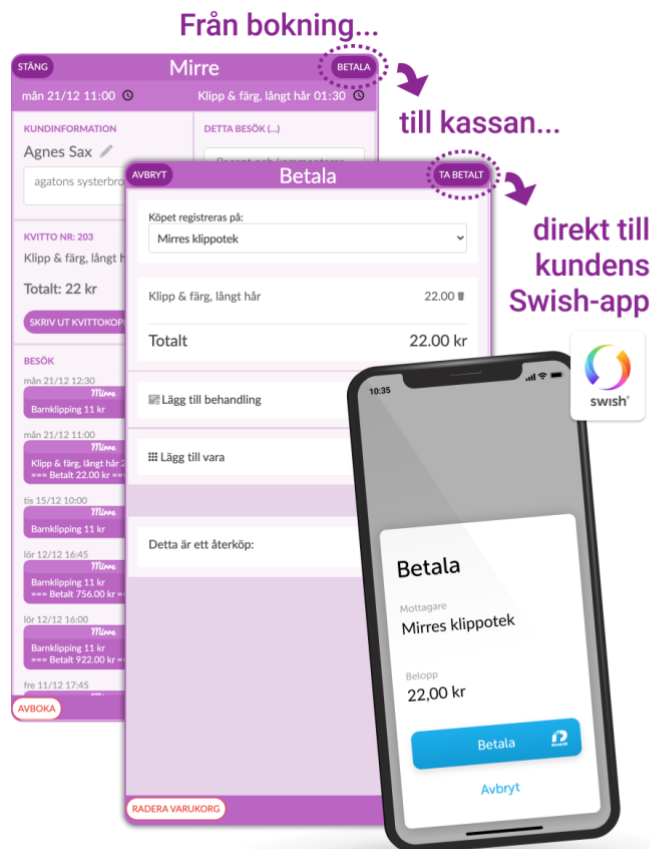 Från bokning...
STÄNG
Mirre
BETALA
mån 21/12 11:00
Klipp & färg, långt hår 01:30
till kassan...
KUNDINFORMATION
DETTA BESÖK (...)
Agnes Sax
agatons systerbro
AVBRYT
Betala
TA BETALT
direkt till
kundens
Swish-app
Köpet registreras på:
Mirres klippotek
KVITTO NR: 203
Klipp & färg, långt h
Totalt: 22 kr
SKRIV UT KVITTOKOPI
Klipp & färg, långt hår
22.00
Totalt
22.00 kr
swish®
BESÖK
mån 21/12 12:30
Mirre
Barnklipping 11 kr
mån 21/12 11:00
Mirre
Klipp & färg, långt hår 2
=== Betalt 22.00 kr ===
tis 15/12 10:00
Mirre
Barnklipping 11 kr
lör 12/12 16:45
Mirre
Barnklipping 11 kr
=== Betalt 756.00 kr =
lör 12/12 16:00
Mirre
Barnklipping 11 kr
=== Betalt 922.00 kr =
fre 11/12 17:45
AVBOKA
Lägg till behandling
Lägg till vara
Detta är ett återköp:
RADERA VARUKORG
10:35
Betala
Mottagare
Mirres klippotek
Belopp
22,00 kr
Betala
Avbryt